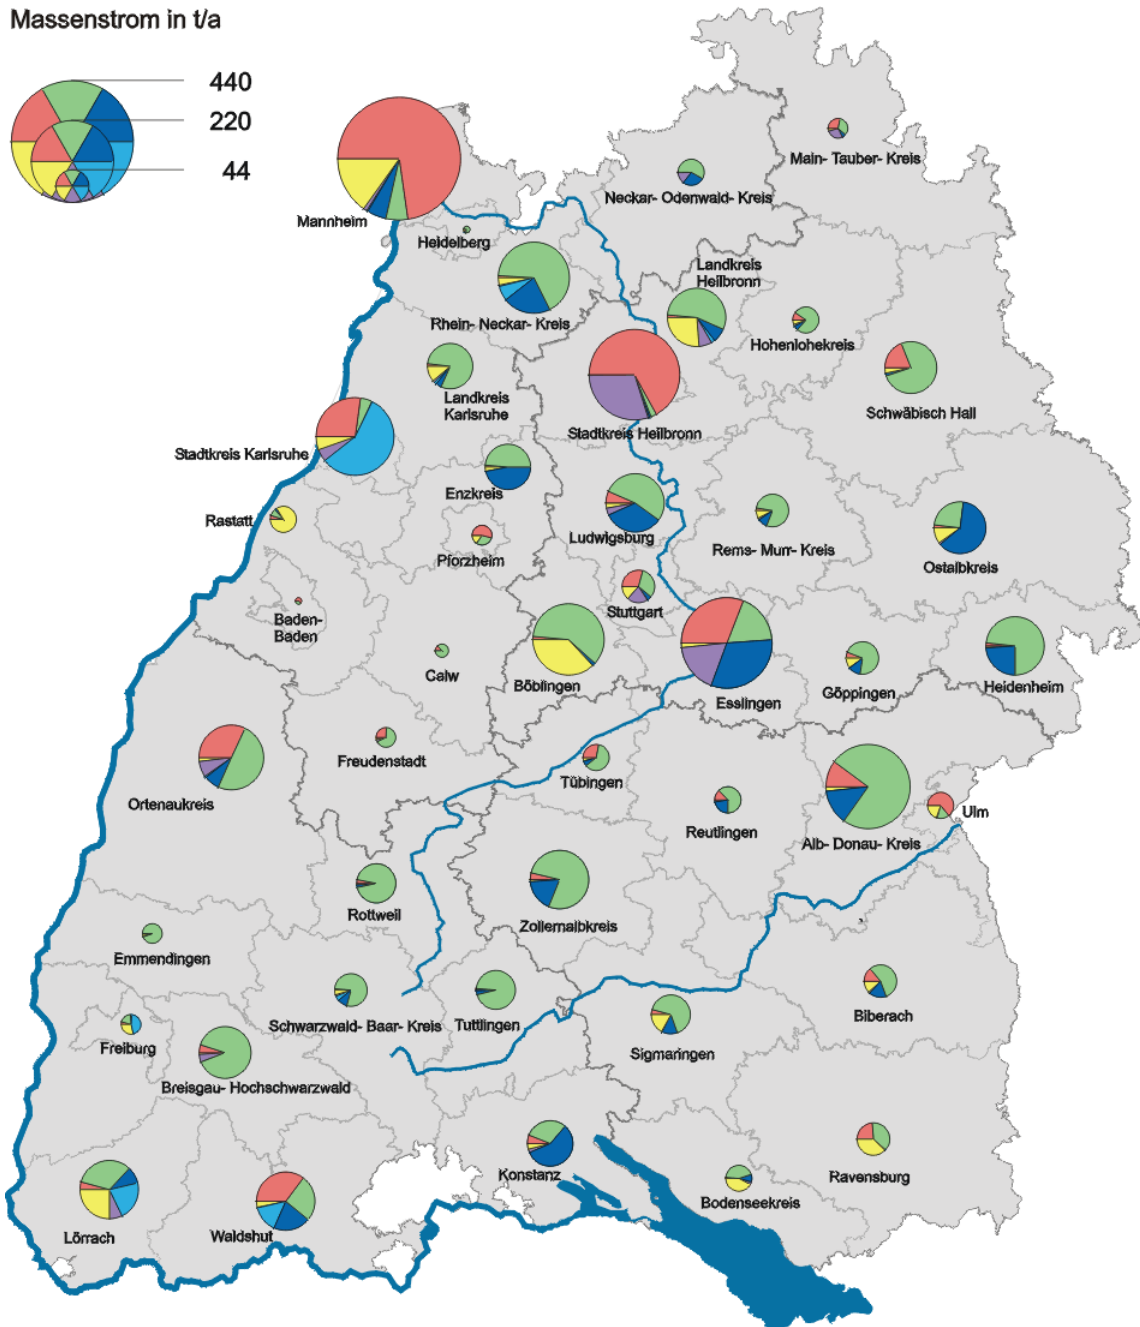 Massenstrom in t/a
440
220
44
Main- Tauber- Kreis
Neckar- Odenwald- Kreis
Mannheim
Heidelberg
Landkreis
Heilbronn
Rhein- Neckar- Kreis
Hohenlohekreis
Landkreis
Karlsruhe
Schwäbisch Hall
Stadtkreis Heilbronn
Stadtkreis Karlsruhe
Enzkreis
Rastatt
Ludwigsburg
Rems- Murr- Kreis
Pforzheim
Ostalbkreis
Stuttgart
Baden-
Baden
Calw
Böblingen
Esslingen
Göppingen
Heidenheim
Freudenstadt
Tübingen
Ortenaukreis
Reutlingen
Alb- Donau- Kreis
Ulm
Rottweil
Zollernalbkreis
Emmendingen
Schwarzwald- Baar- Kreis
Tuttlingen
Biberach
Freiburg
Sigmaringen
Breisgau- Hochschwarzwald
Konstanz
Ravensburg
Bodenseekreis
Lörrach
Waldshut